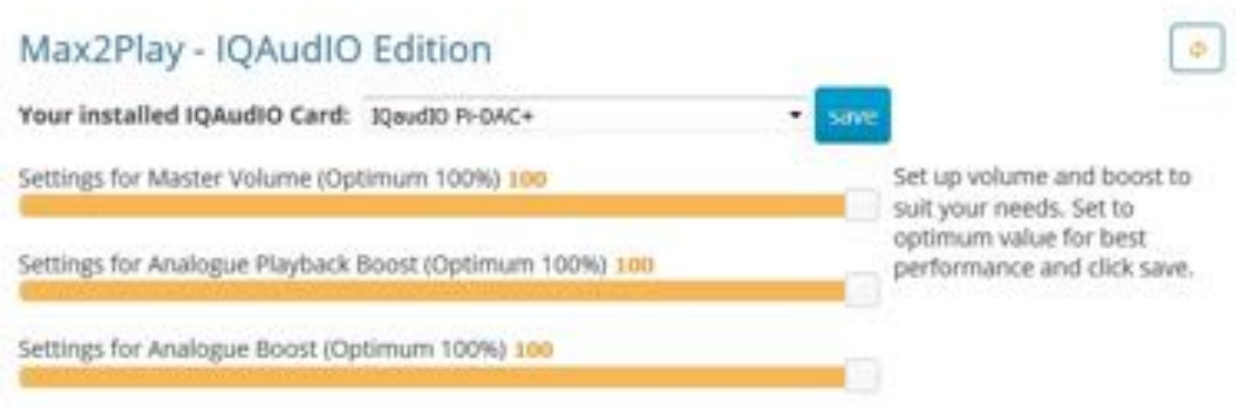 Max2Play - IQAudIO Edition
Your installed IQAudIO Card: IQaudIO Pi-DAC+ save
Settings for Master Volume (Optimum 100%) 100
Set up volume and boost to
suit your needs. Set to
optimum value for best
performance and click save.
Settings for Analogue Playback Boost (Optimum 100%) 100
Settings for Analogue Boost (Optimum 100%) 100